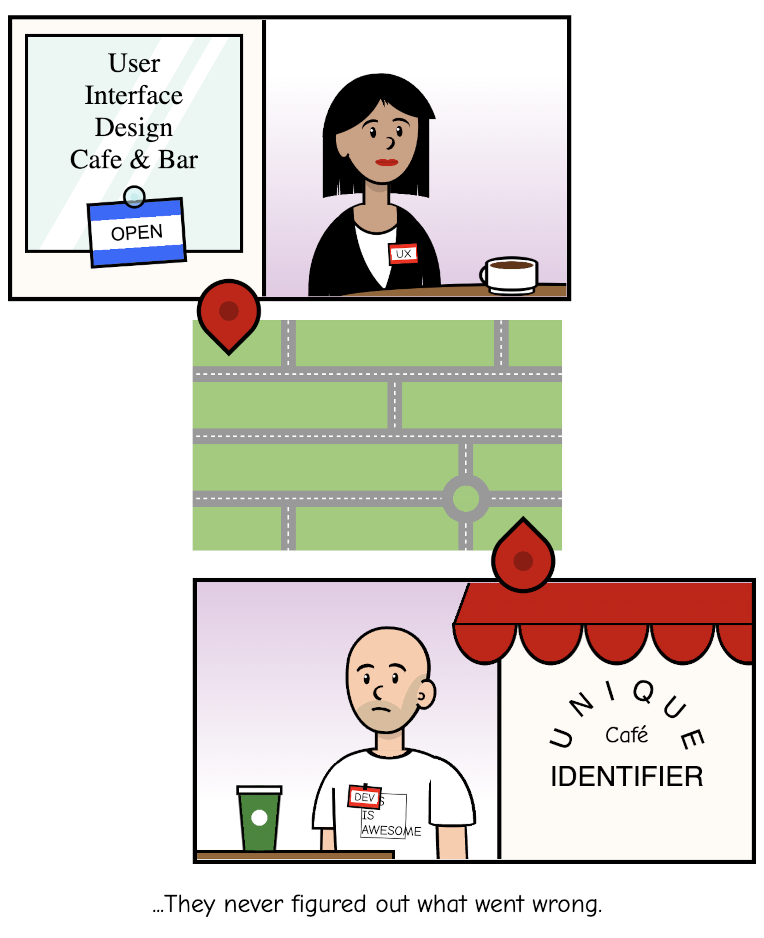 User
Interface
Design
Cafe & Bar
OPEN
UX
UNIQUE
Café
IDENTIFIER
DEV
S
IS
AWESOME
...They never figured out what went wrong.